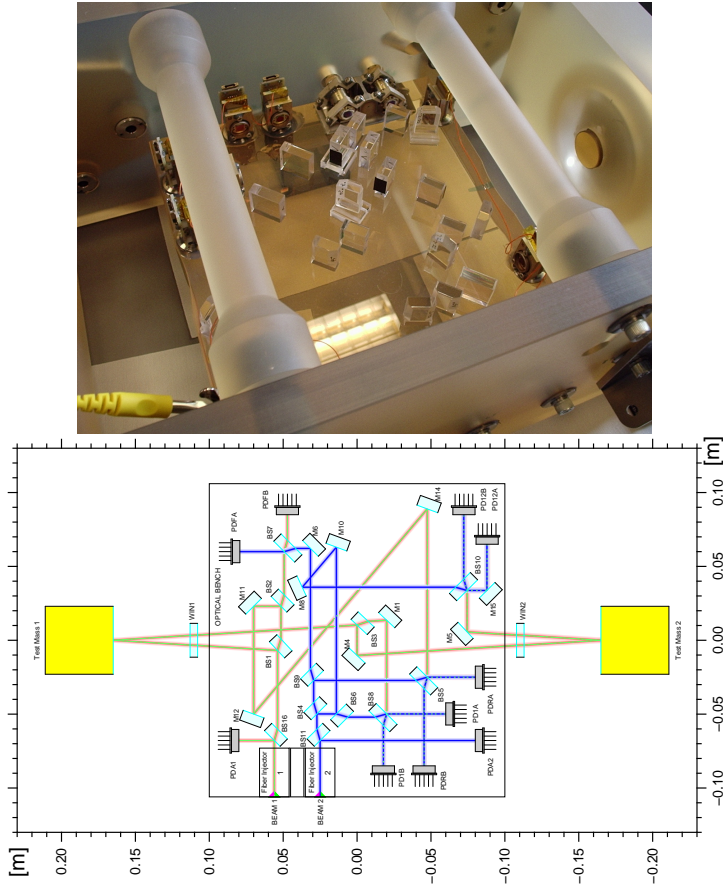 [m]
0.10
0.05
0.00
−0.05
−0.10
Test Mass 1
WIN1
OPTICAL BENCH
PDFA
PDFB
BS7
M6
M10
M14
PD12B
PD12A
BS10
M11
BS2
M8
M15
M1
BS3
M4
M5
WIN2
Test Mass 2
BS1
M12
BS16
BS9
BS4
BS11
BS6
BS8
BS5
PDRA
PD1A
PDA1
PD1B
PDRB
PDA2
Fiber Injector
1
Fiber Injector
2
BEAM 1
BEAM 2
[m]
0.20
0.15
0.10
0.05
0.00
−0.05
−0.10
−0.15
−0.20